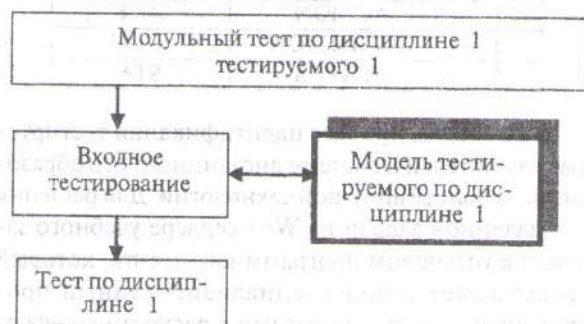 Модульный тест по дисциплине 1
тестируемого 1
Входное
тестирование
Модель тести-
руемого по дис-
циплине 1
Тест по дисцип-
лине 1